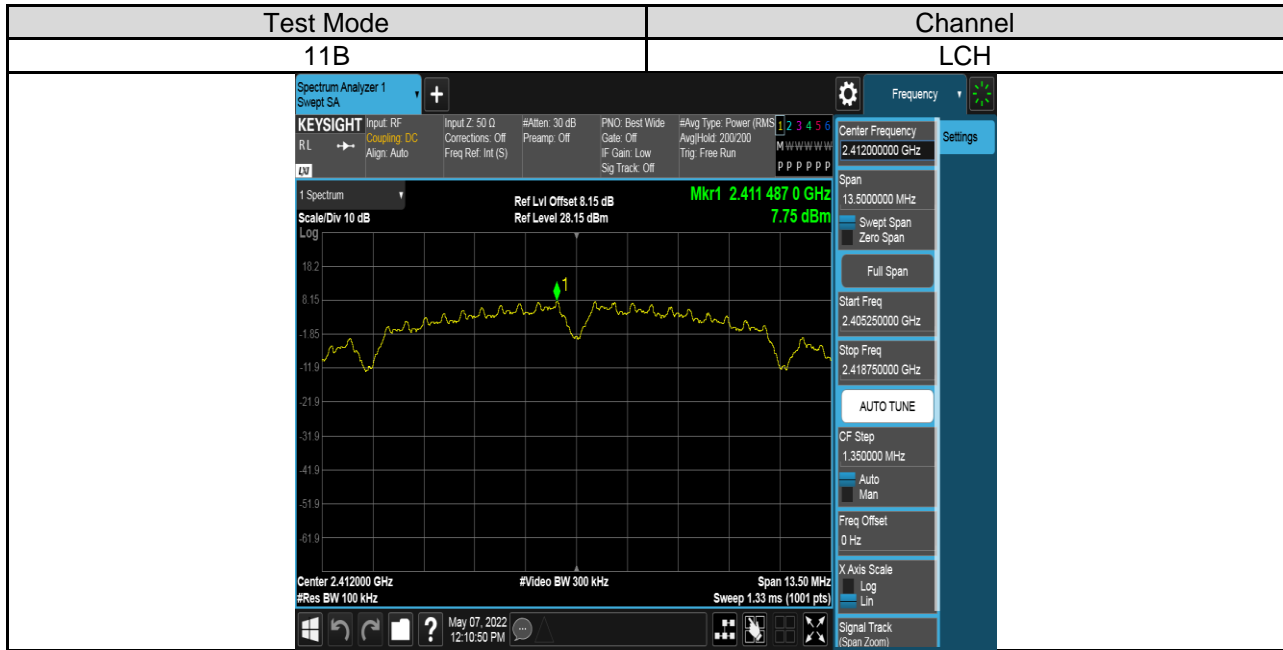 Test Mode Channel
11B LCH
Spectrum Analyzer 1
Swept SA
Frequency
KEYSIGHT
RL
LXI
Input: RF
Coupling: DC
Align: Auto
Input Z: 50 Ω
Corrections: Off
Freq Ref: Int (S)
#Atten: 30 dB
Preamp: Off
PNO: Best Wide
Gate: Off
IF Gain: Low
Sig Track: Off
#Avg Type: Power (RMS
Avg|Hold: 200/200
Trig: Free Run
1 2 3 4 5 6
M W W W W W
P P P P P P
1 Spectrum
Scale/Div 10 dB
Log
Ref Lvl Offset 8.15 dB
Ref Level 28.15 dBm
Mkr1 2.411 487 0 GHz
7.75 dBm
18.2
8.15
-1.85
-11.9
-21.9
-31.9
-41.9
-51.9
-61.9
1
Center 2.412000 GHz
#Res BW 100 kHz
#Video BW 300 kHz
Span 13.50 MHz
Sweep 1.33 ms (1001 pts)
?
May 07, 2022
12:10:50 PM
Center Frequency
2.412000000 GHz
Settings
Span
13.5000000 MHz
Swept Span
Zero Span
Full Span
Start Freq
2.405250000 GHz
Stop Freq
2.418750000 GHz
AUTO TUNE
CF Step
1.350000 MHz
Auto
Man
Freq Offset
0 Hz
X Axis Scale
Log
Lin
Signal Track
(Span Zoom)